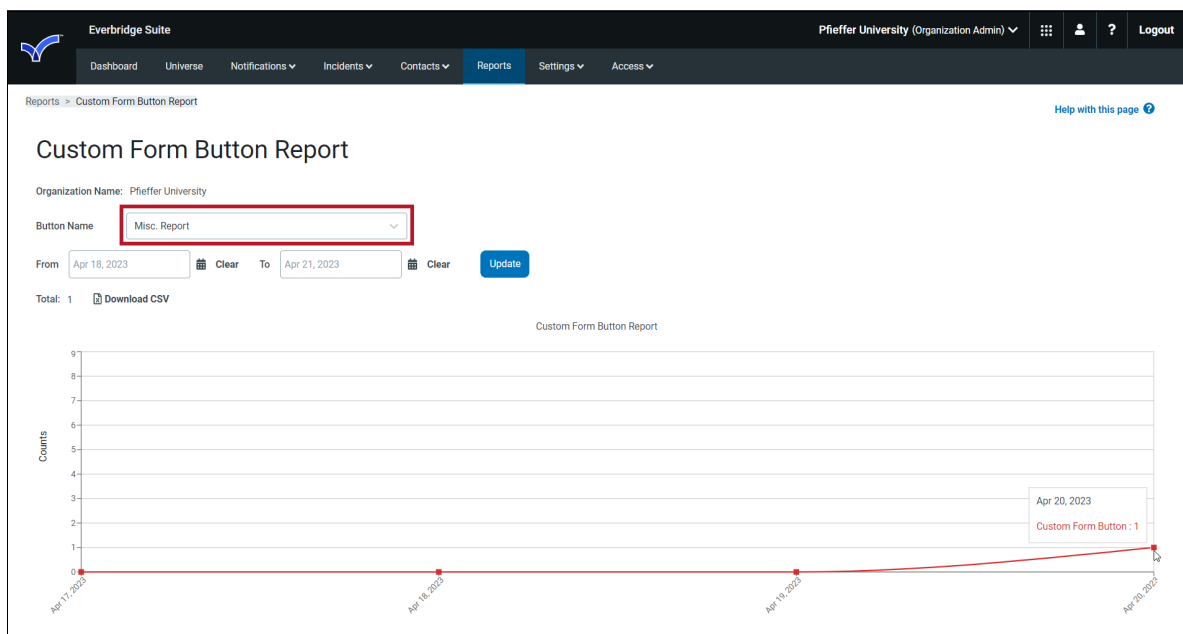 Everbridge Suite
Pfieffer University (Organization Admin)
?
Logout
Dashboard Universe Notifications Incidents Contacts Reports Settings Access
Reports > Custom Form Button Report
Help with this page ?
Custom Form Button Report
Organization Name: Pfieffer University
Button Name Misc. Report
From Apr 18, 2023 Clear To Apr 21, 2023 Clear Update
Total: 1 Download CSV
Custom Form Button Report
Counts
9
8
7
6
5
4
3
2
1
0
Apr 20, 2023
Custom Form Button : 1
Apr 17, 2023 Apr 18, 2023 Apr 19, 2023 Apr 20, 2023